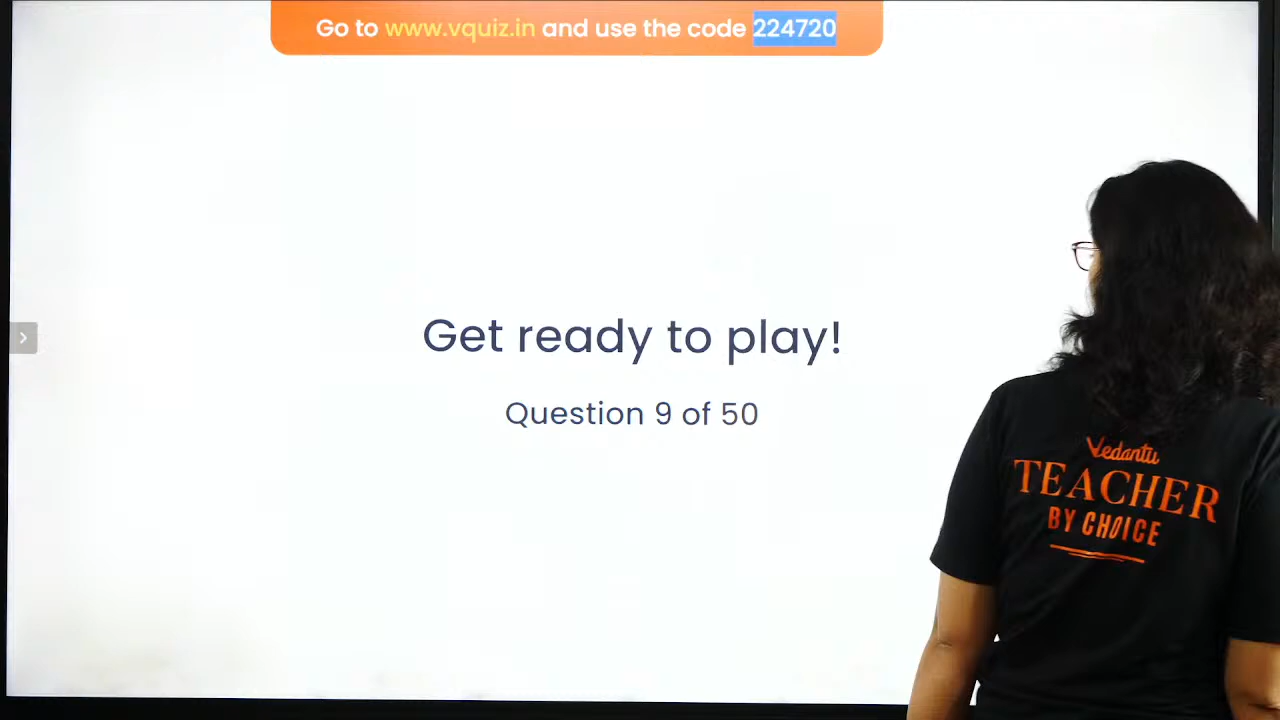 Go to www.vquiz.in and use the code 224720
Get ready to play!
Question 9 of 50
Vedantu
TEACHER
BY CHOICE